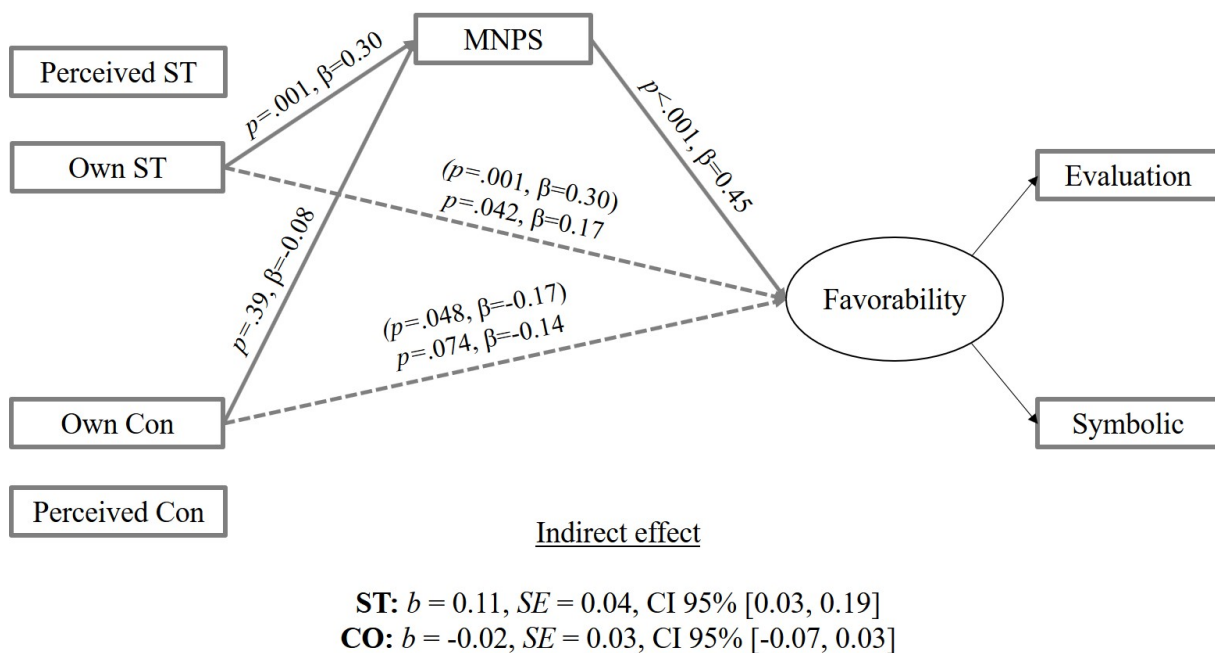 MNPS
Perceived ST
Own ST
p=.001, β=0.30
p=.39, β=-0.08
p<.001, β=0.45
(p=.001, β=0.30)
p=.042, β=0.17
(p=.048, β=-0.17)
p=.074, β=-0.14
Evaluation
Favorability
Own Con
Symbolic
Perceived Con
Indirect effect
ST: b = 0.11, SE = 0.04, CI 95% [0.03, 0.19]
CO: b = -0.02, SE = 0.03, CI 95% [-0.07, 0.03]